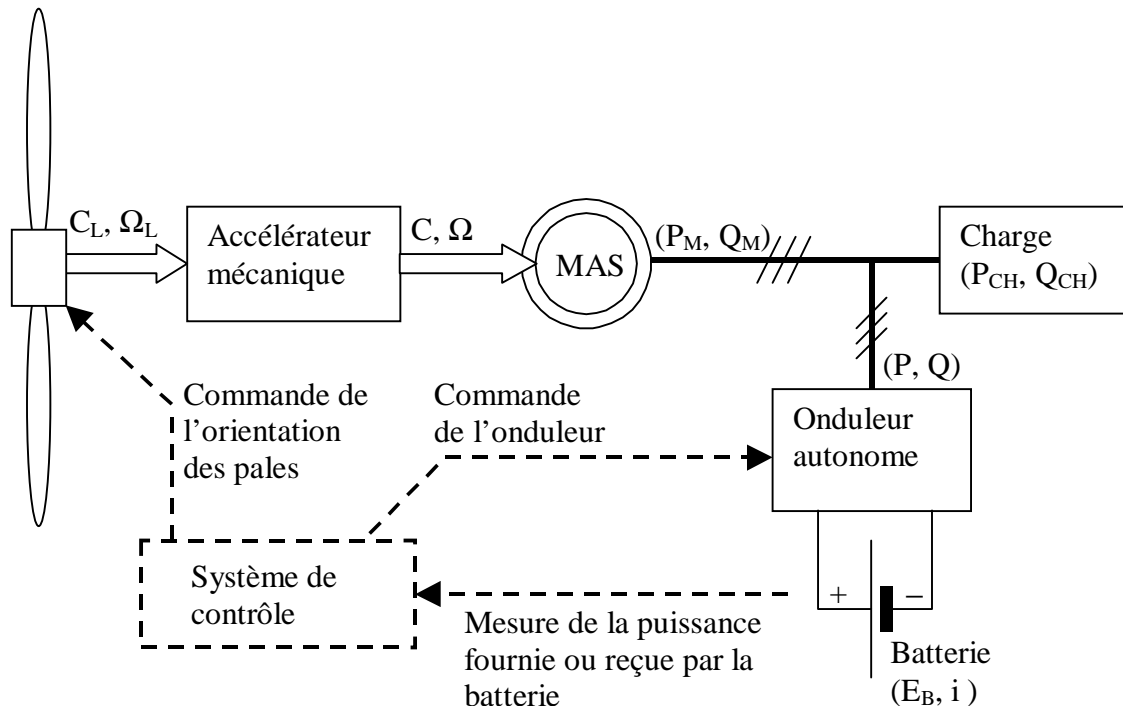 C_L, Ω_L
Accélérateur
mécanique
C, Ω
MAS
(P_M, Q_M)
Charge
(P_CH, Q_CH)
(P, Q)
Commande de
l’orientation
des pales
Commande
de l’onduleur
Onduleur
autonome
Système de
contrôle
Mesure de la puissance
fournie ou reçue par la
batterie
+ −
Batterie
(E_B, i )